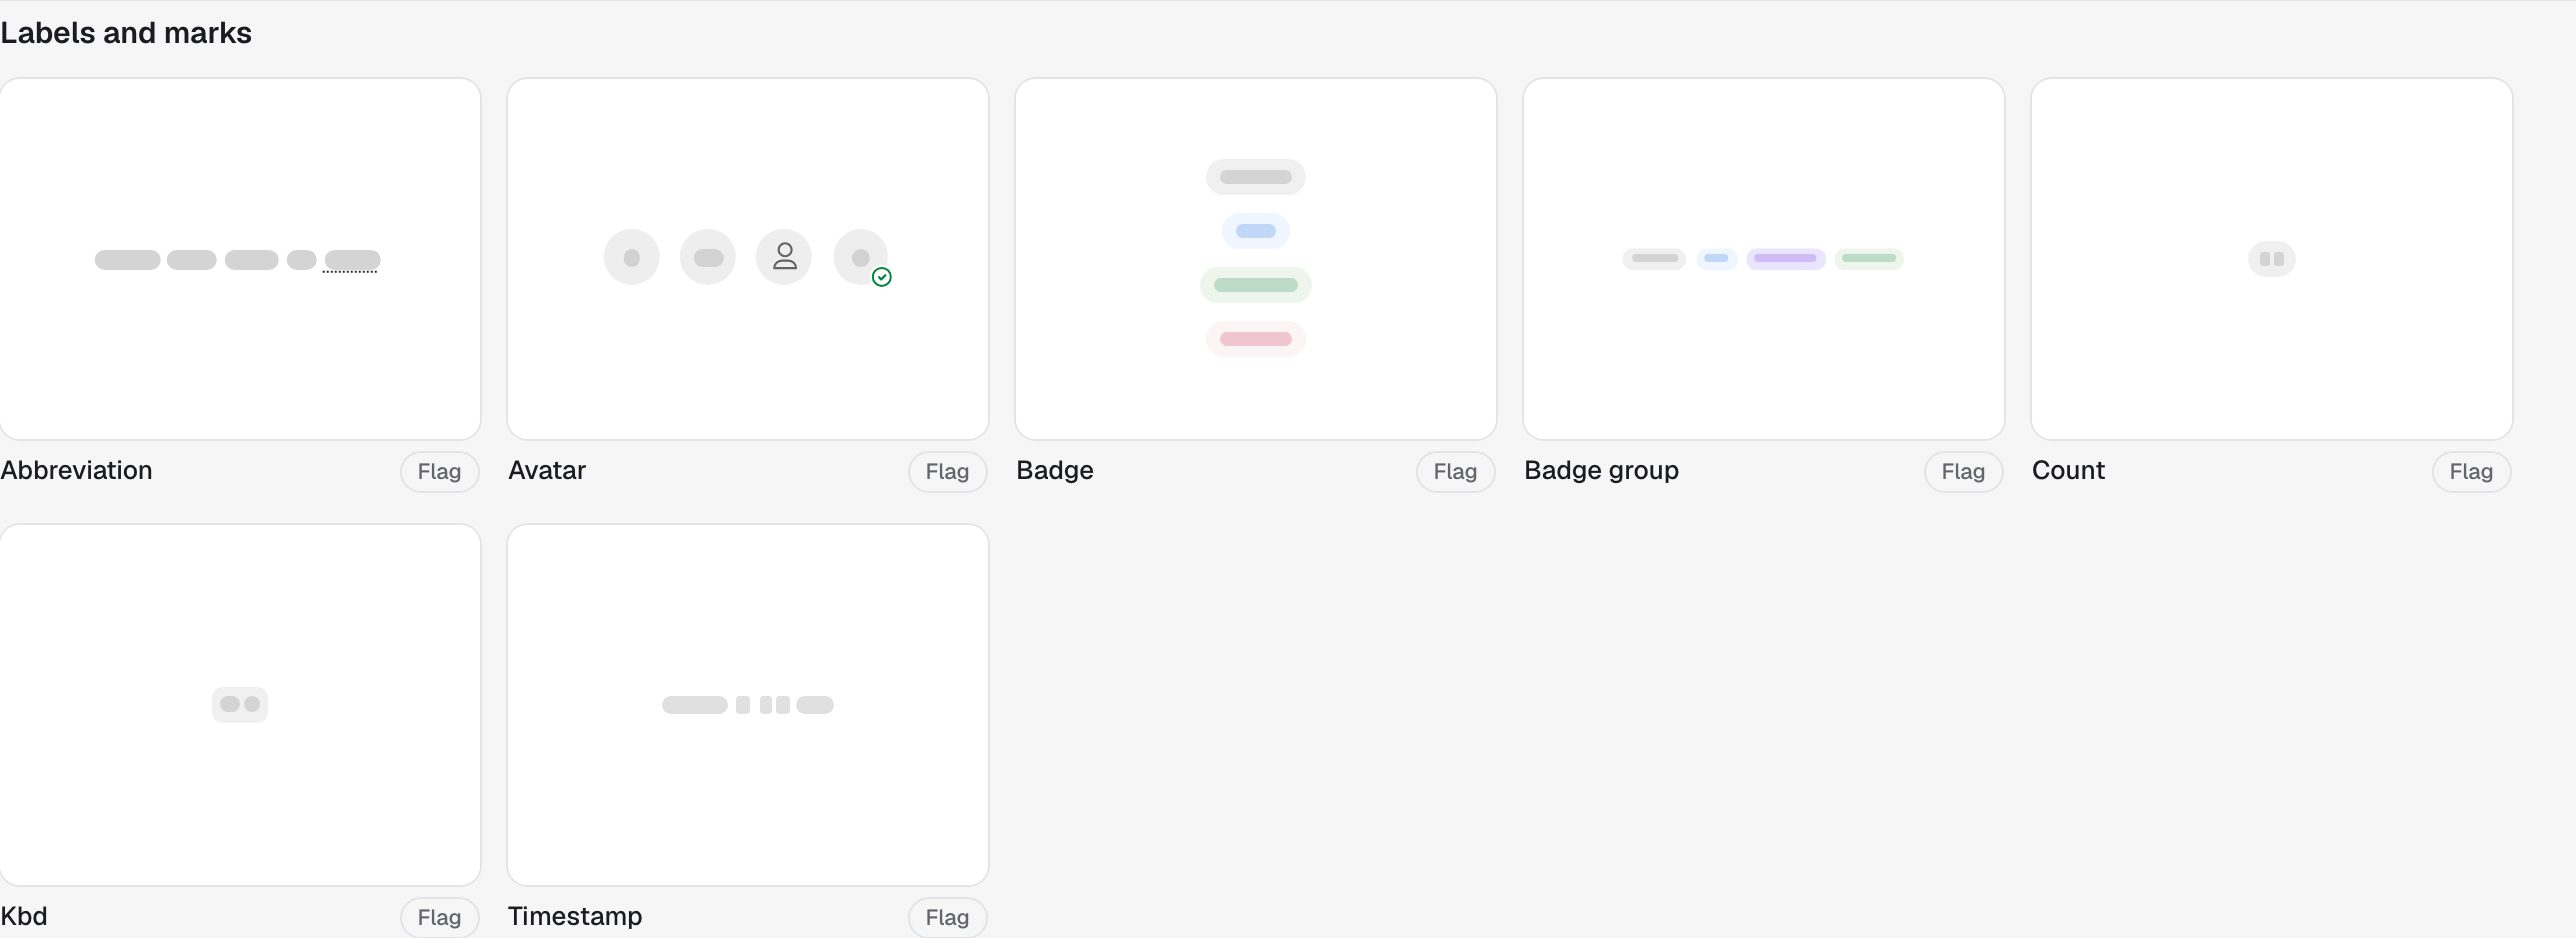 Labels and marks
Abbreviation Flag
Avatar Flag
Badge Flag
Badge group Flag
Count Flag
Kbd Flag
Timestamp Flag